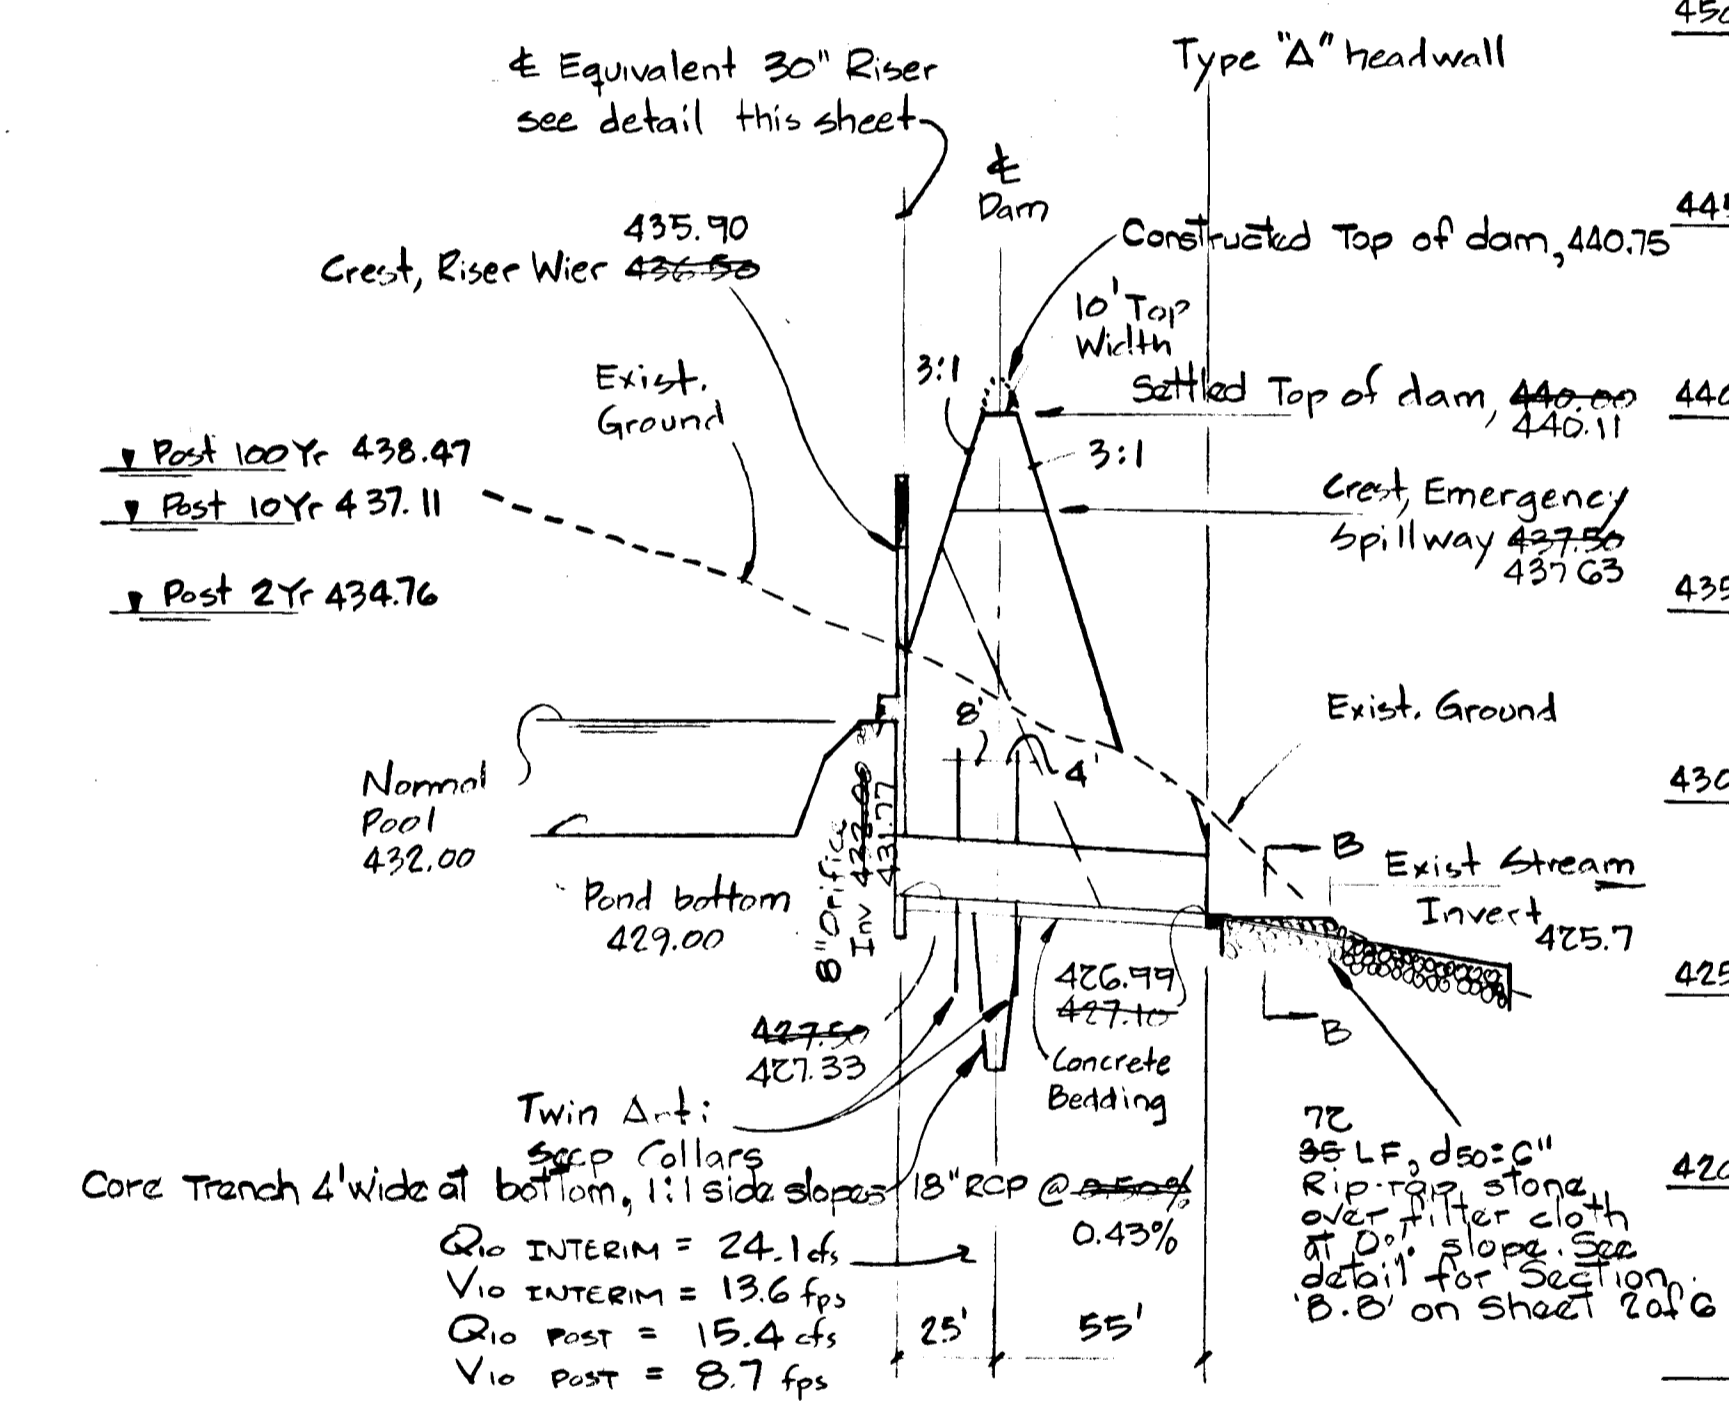 ℄ Equivalent 30" Riser
see detail this sheet
Type "A" headwall
℄
Dam
435.90
Crest, Riser Wier 436.50
Constructed Top of dam, 440.75
10' Top
Width
3:1
Settled Top of dam, 440.00
440.11
3:1
Exist.
Ground
Post 100 Yr 438.47
Post 10 Yr 437.11
Post 2 Yr 434.76
Crest, Emergency
Spillway 437.50
437.63
Exist. Ground
8'
4'
Normal
Pool
432.00
Pond bottom
429.00
8" Orifice
Inv 432.00
431.77
B
Exist Stream
Invert
425.7
B
426.99
427.10
427.50
427.33
Concrete
Bedding
Twin Anti
Seep Collars
Core Trench 4' wide at bottom, 1:1 side slopes
18" RCP @ 0.50%
0.43%
Q10 INTERIM = 24.1 cfs
V10 INTERIM = 13.6 fps
Q10 POST = 15.4 cfs
V10 POST = 8.7 fps
25'
55'
72
35 LF, d50=6"
Rip-rap stone
over filter cloth
at 0% slope. See
detail for Section
'B-B' on sheet 2 of 6
450
445
440
435
430
425
420